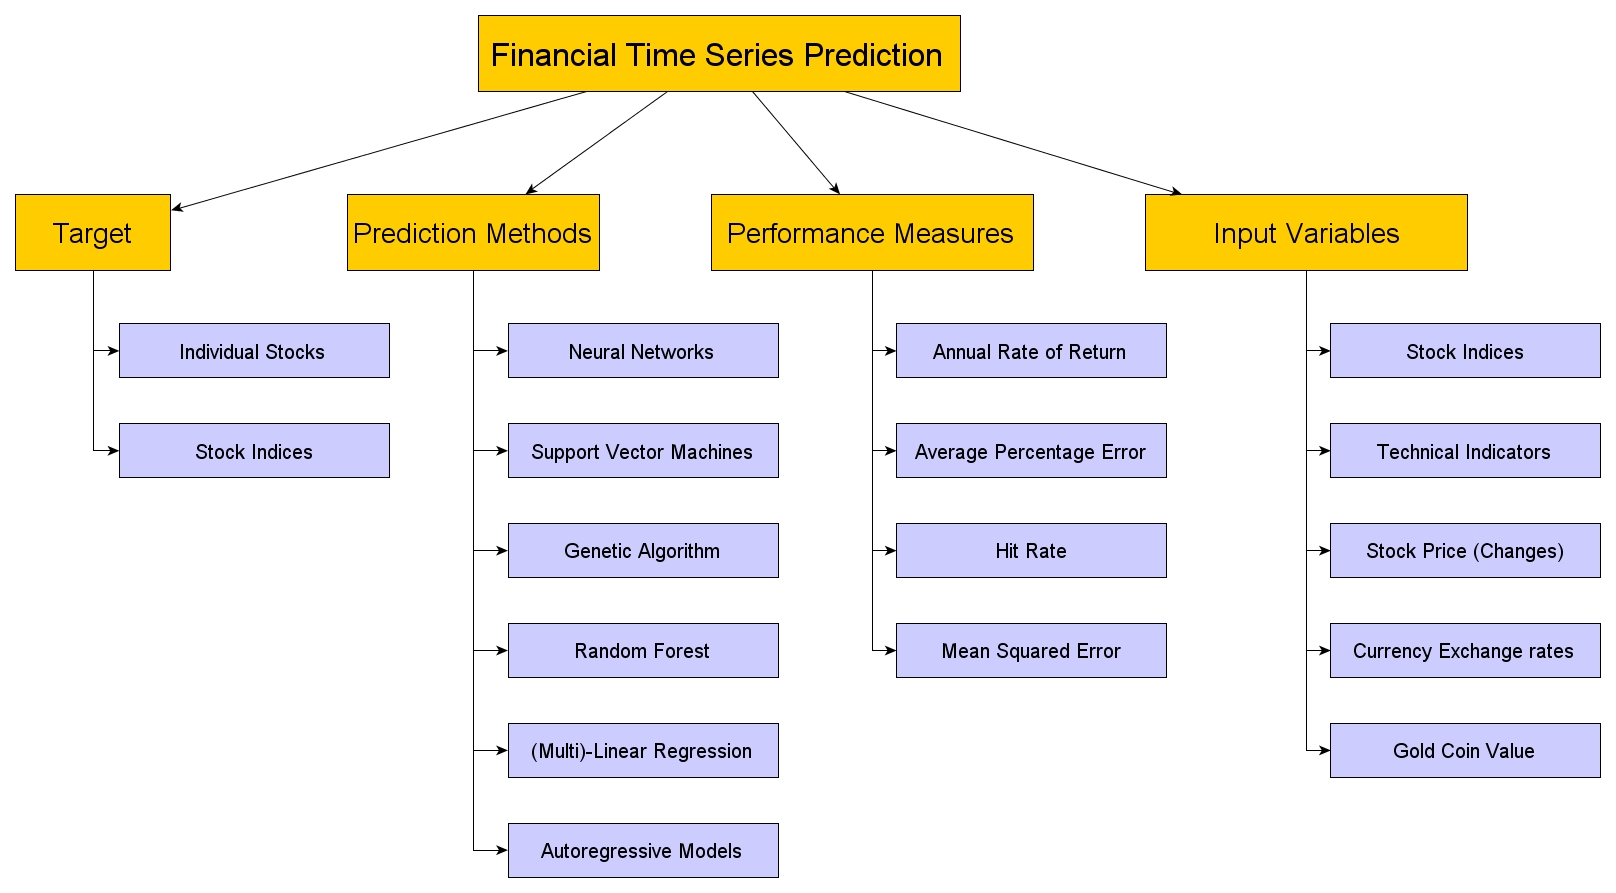 Financial Time Series Prediction
Target
Prediction Methods
Performance Measures
Input Variables
Individual Stocks
Stock Indices
Neural Networks
Support Vector Machines
Genetic Algorithm
Random Forest
(Multi)-Linear Regression
Autoregressive Models
Annual Rate of Return
Average Percentage Error
Hit Rate
Mean Squared Error
Stock Indices
Technical Indicators
Stock Price (Changes)
Currency Exchange rates
Gold Coin Value